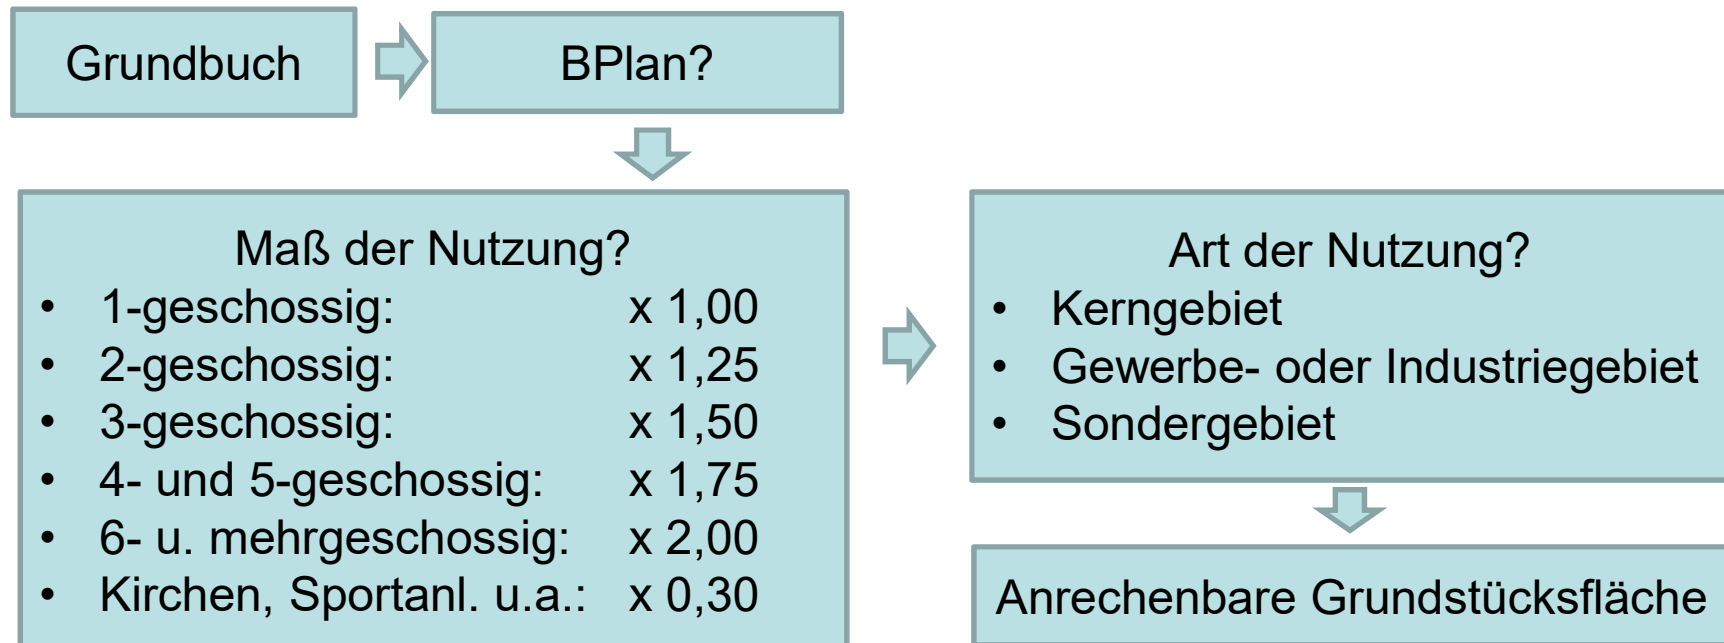 Grundbuch
BPlan?
Maß der Nutzung?
• 1-geschossig: x 1,00
• 2-geschossig: x 1,25
• 3-geschossig: x 1,50
• 4- und 5-geschossig: x 1,75
• 6- u. mehrgeschossig: x 2,00
• Kirchen, Sportanl. u.a.: x 0,30
Art der Nutzung?
• Kerngebiet
• Gewerbe- oder Industriegebiet
• Sondergebiet
Anrechenbare Grundstücksfläche